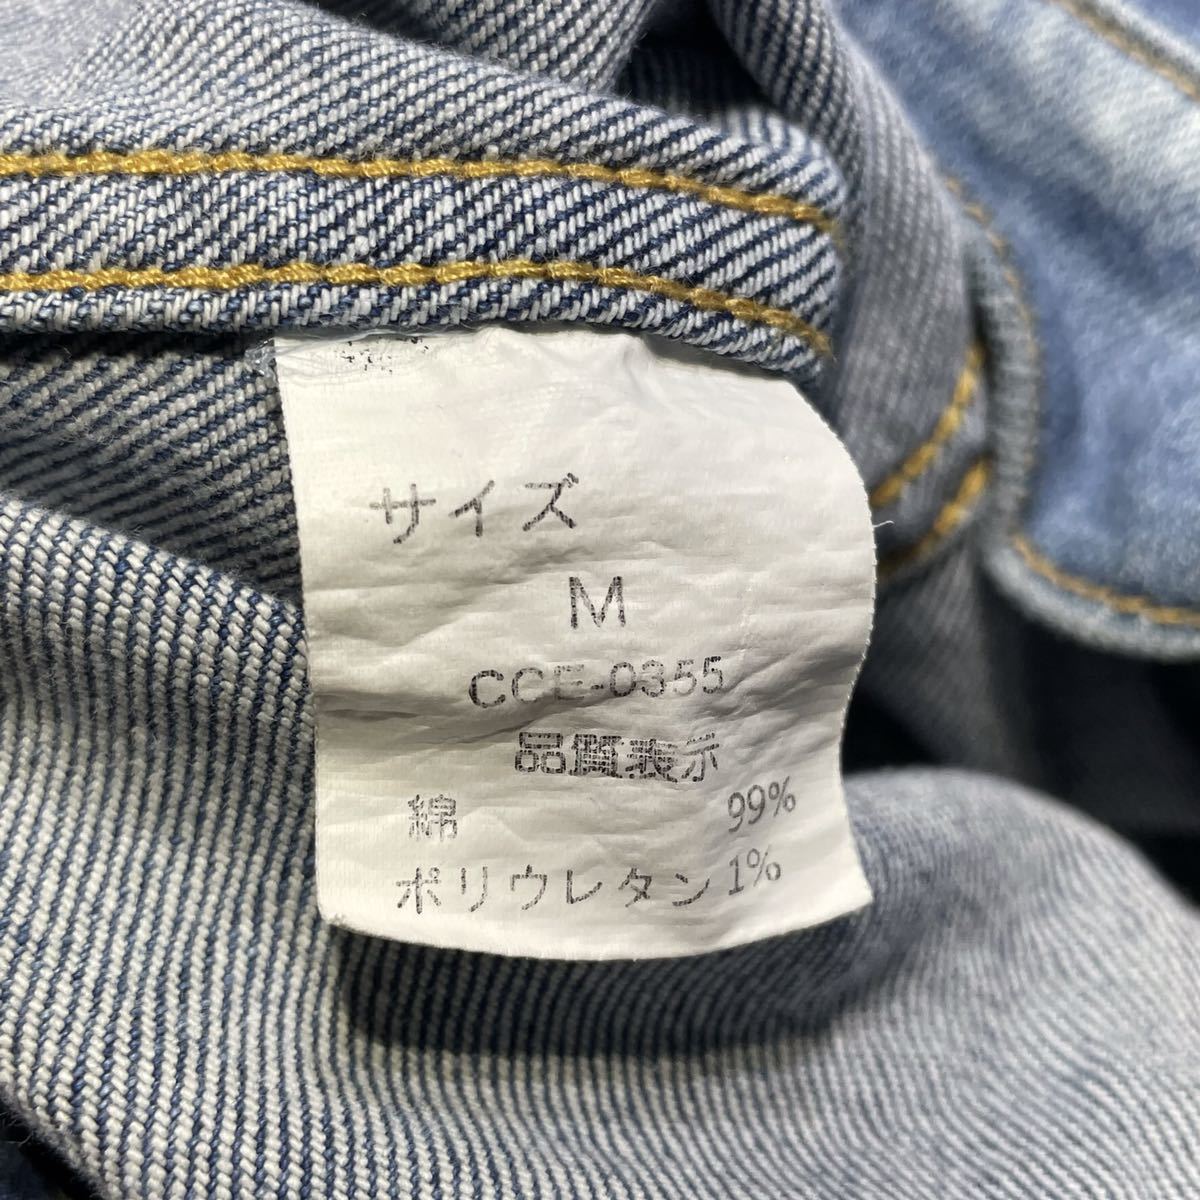 サイズ
M
CCE-0355
品質表示
綿 99%
ポリウレタン 1%